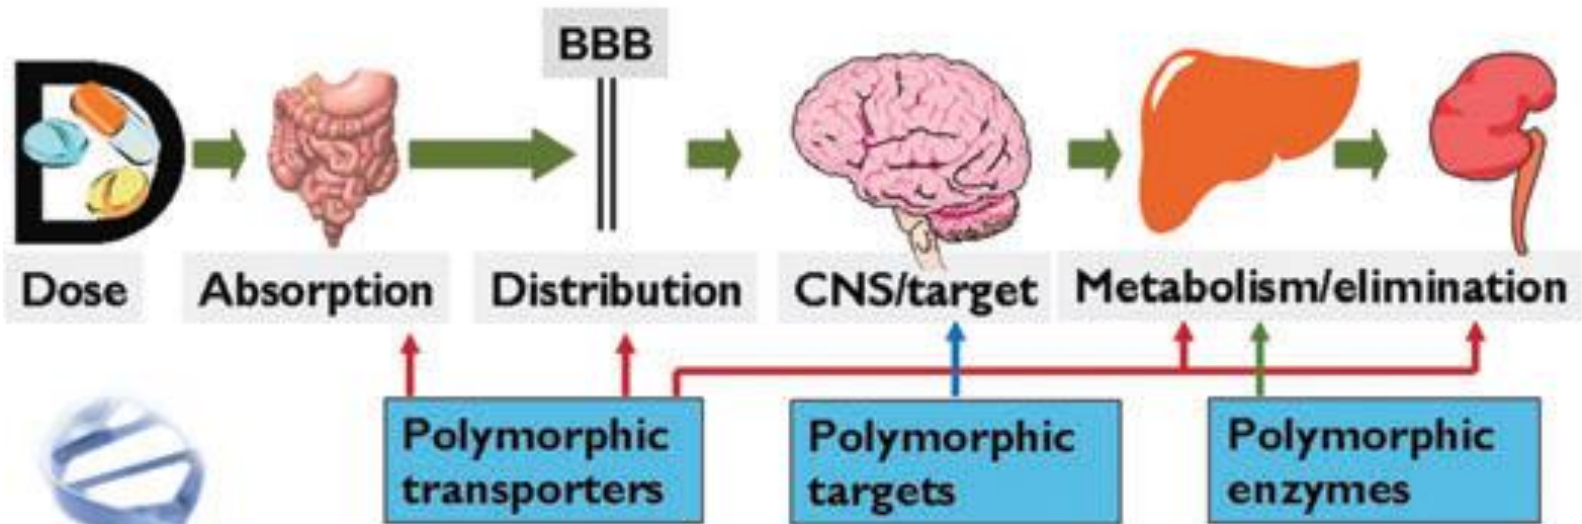 BBB
Dose
Absorption
Distribution
CNS/target
Metabolism/elimination
Polymorphic
transporters
Polymorphic
targets
Polymorphic
enzymes